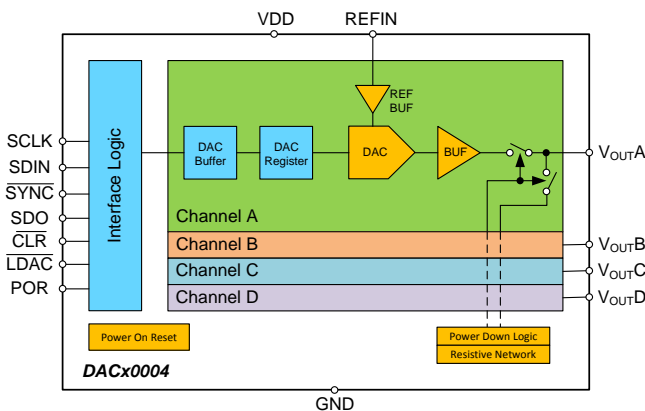 VDD
REFIN
REF
BUF
SCLK
SDIN
SYNC
SDO
CLR
LDAC
POR
Interface Logic
DAC
Buffer
DAC
Register
DAC
BUF
VOUTA
Channel A
Channel B
VOUTB
Channel C
VOUTC
Channel D
VOUTD
Power On Reset
Power Down Logic
Resistive Network
DACx0004
GND